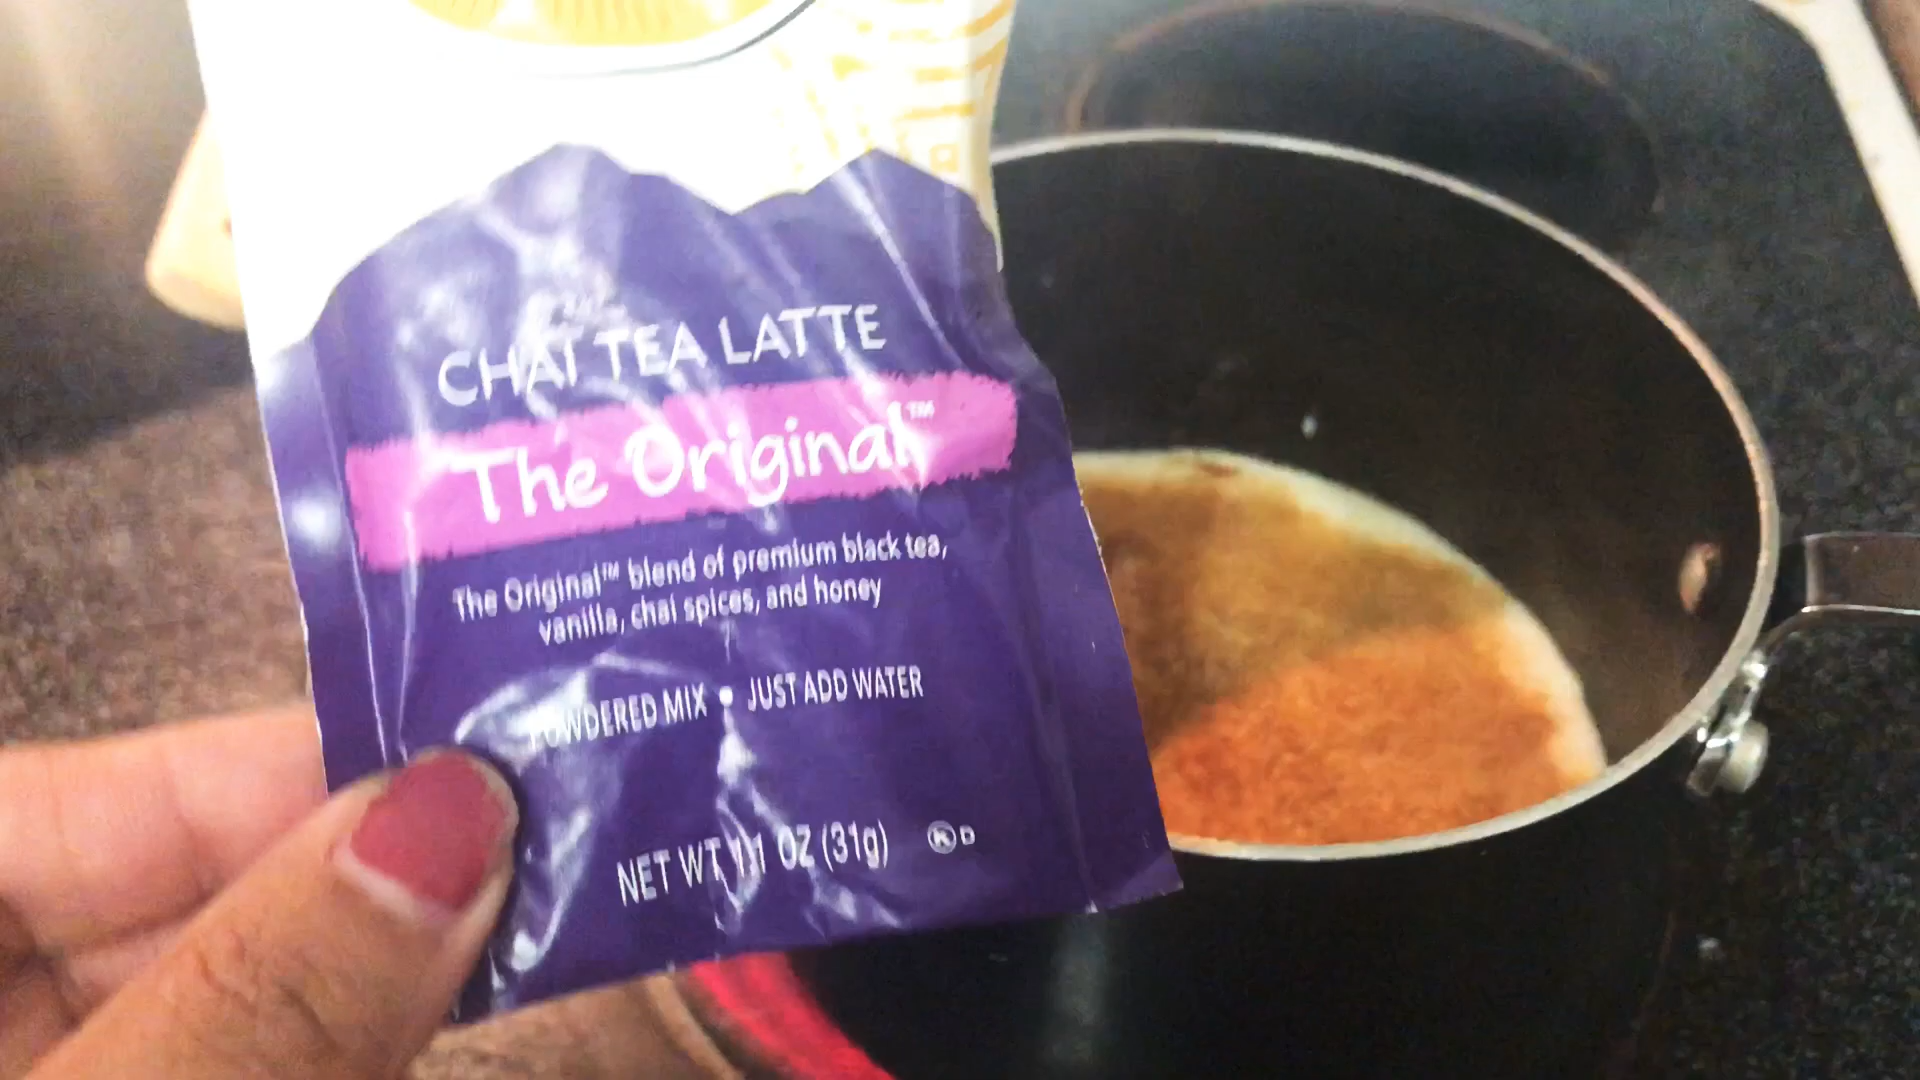 CHAI TEA LATTE
The Original™
The Original™ blend of premium black tea,
vanilla, chai spices, and honey
POWDERED MIX • JUST ADD WATER
NET WT 1.1 OZ (31g) Ⓚ D